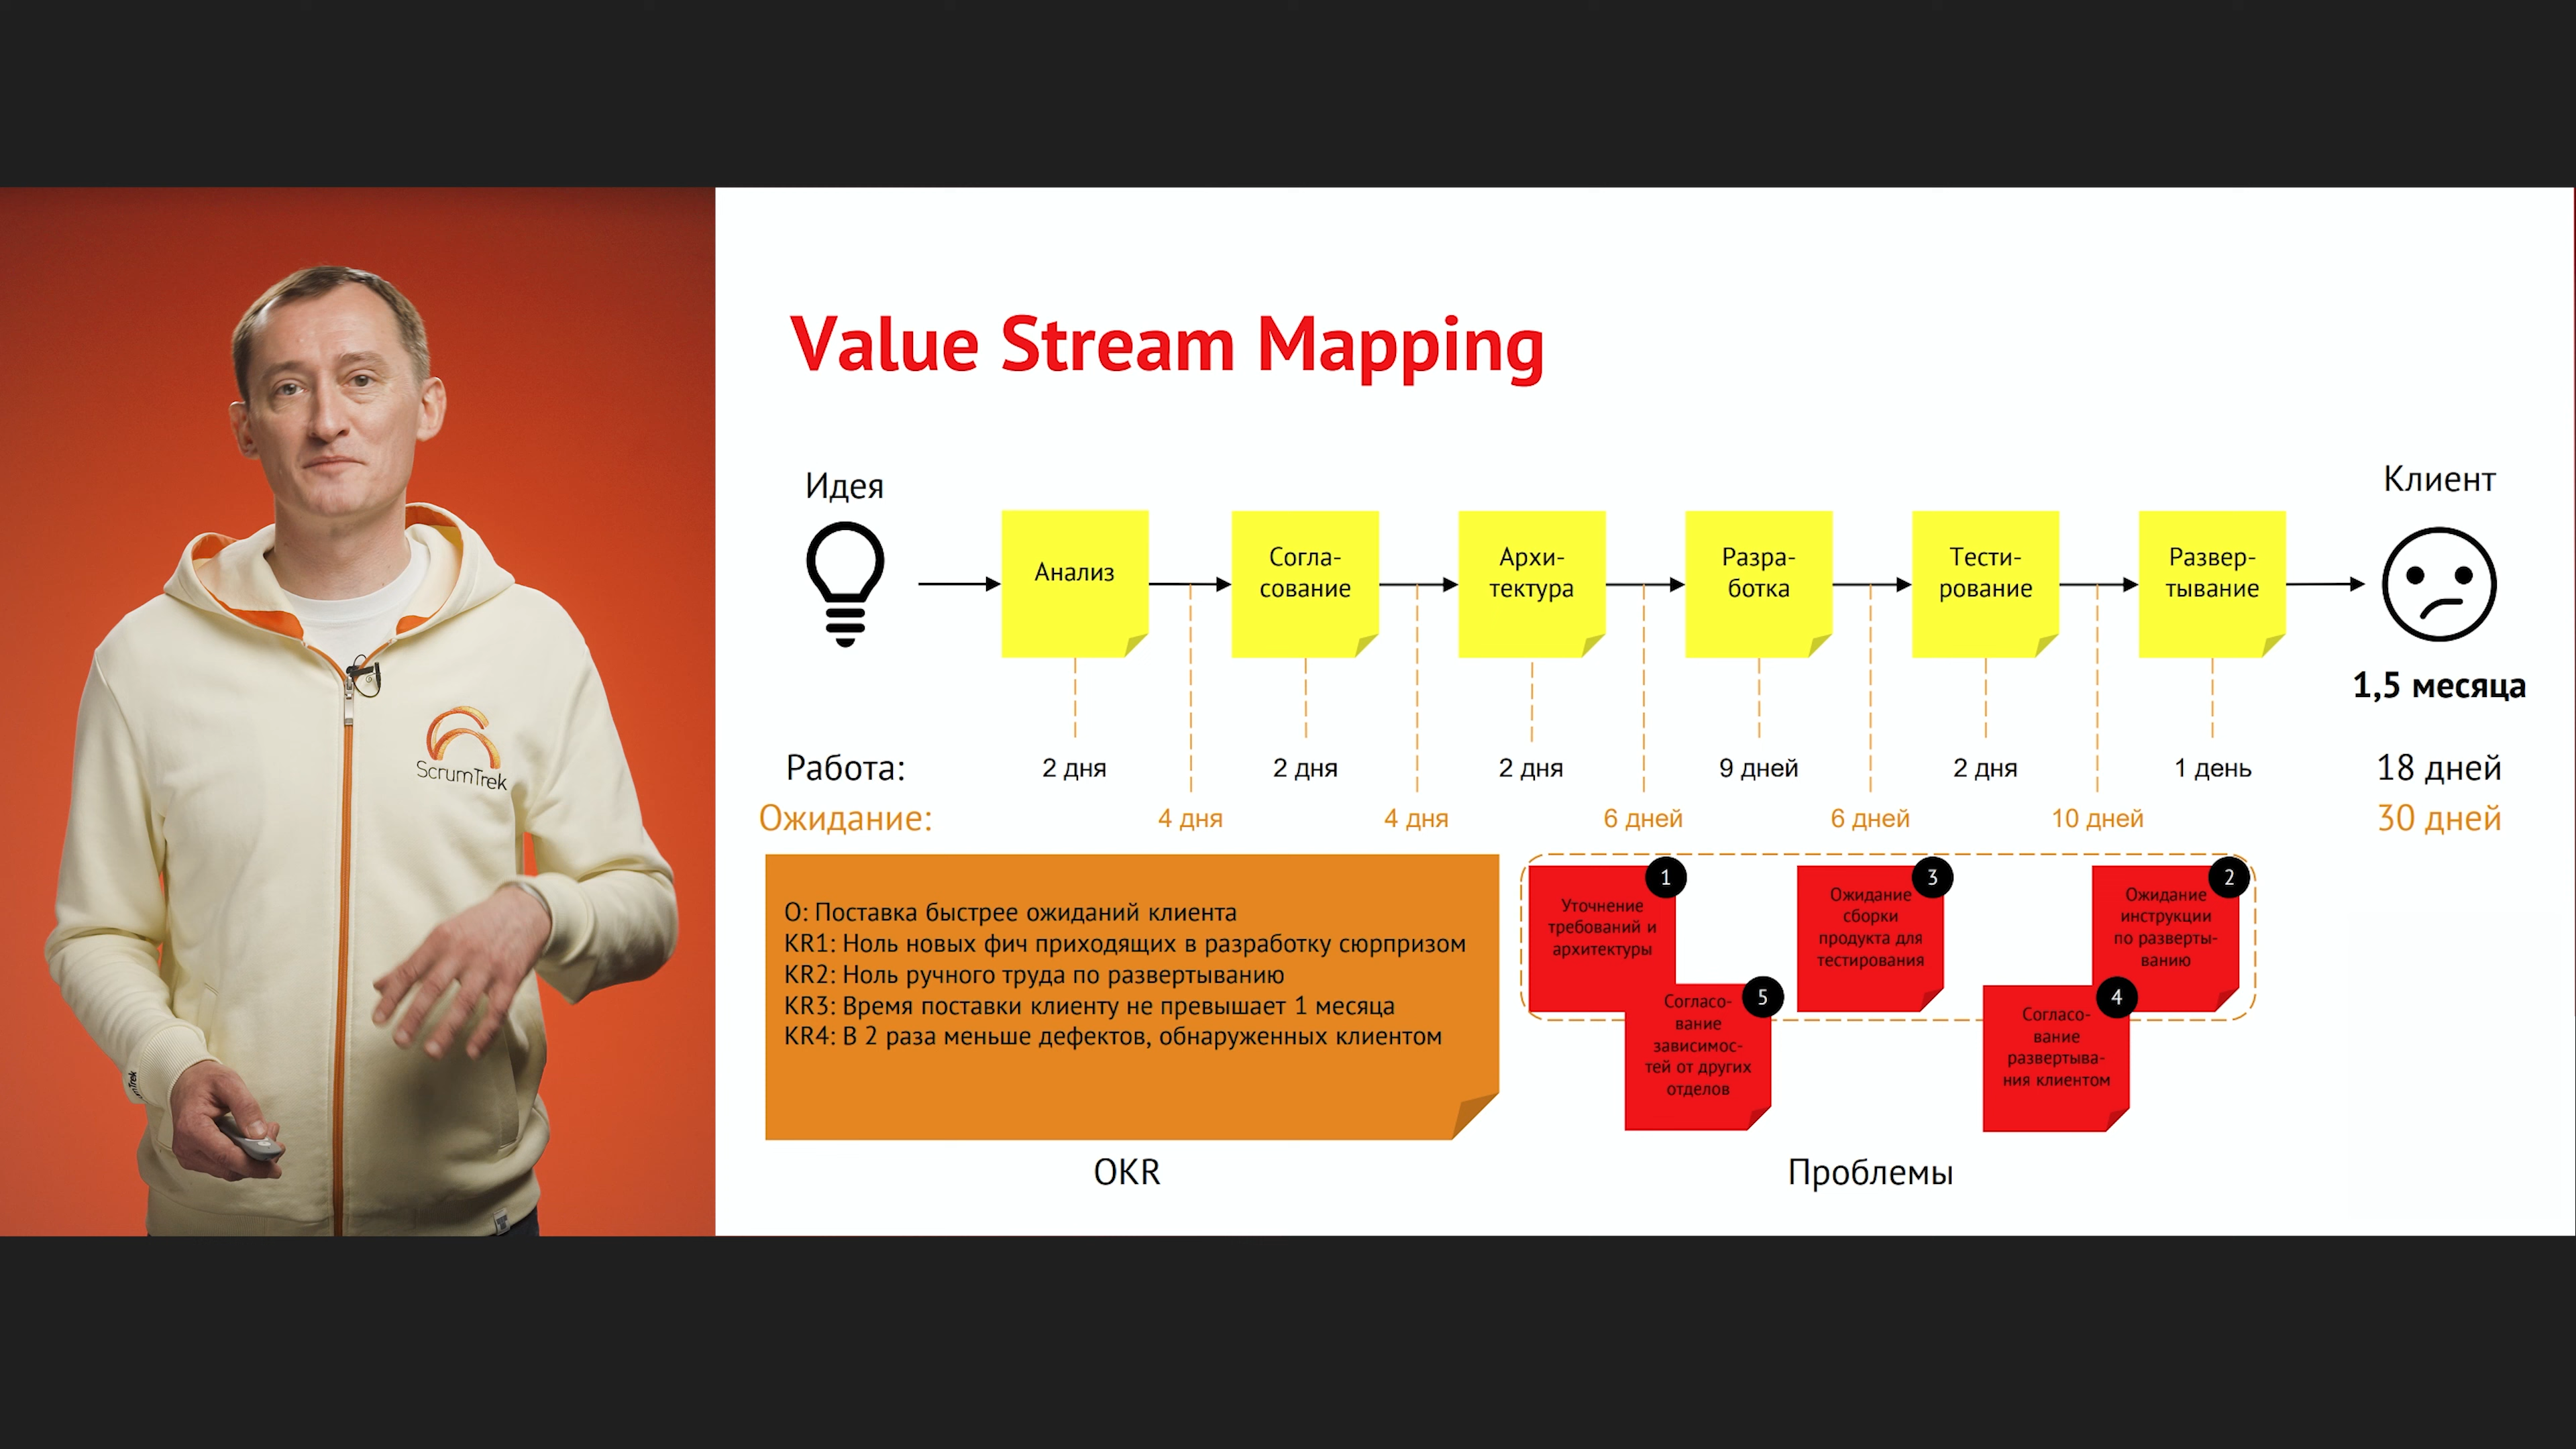 Value Stream Mapping
Идея
Клиент
Анализ
Согла-
сование
Архи-
тектура
Разра-
ботка
Тести-
рование
Развер-
тывание
1,5 месяца
Работа:
2 дня
2 дня
2 дня
9 дней
2 дня
1 день
18 дней
Ожидание:
4 дня
4 дня
6 дней
6 дней
10 дней
30 дней
О: Поставка быстрее ожиданий клиента
KR1: Ноль новых фич приходящих в разработку сюрпризом
KR2: Ноль ручного труда по развертыванию
KR3: Время поставки клиенту не превышает 1 месяца
KR4: В 2 раза меньше дефектов, обнаруженных клиентом
OKR
1
Уточнение
требований и
архитектуры
5
Согласо-
вание
зависимос-
тей от других
отделов
3
Ожидание
сборки
продукта для
тестирования
2
Ожидание
инструкции
по разверты-
ванию
4
Согласо-
вание
развертыва-
ния клиентом
Проблемы
ScrumTrek